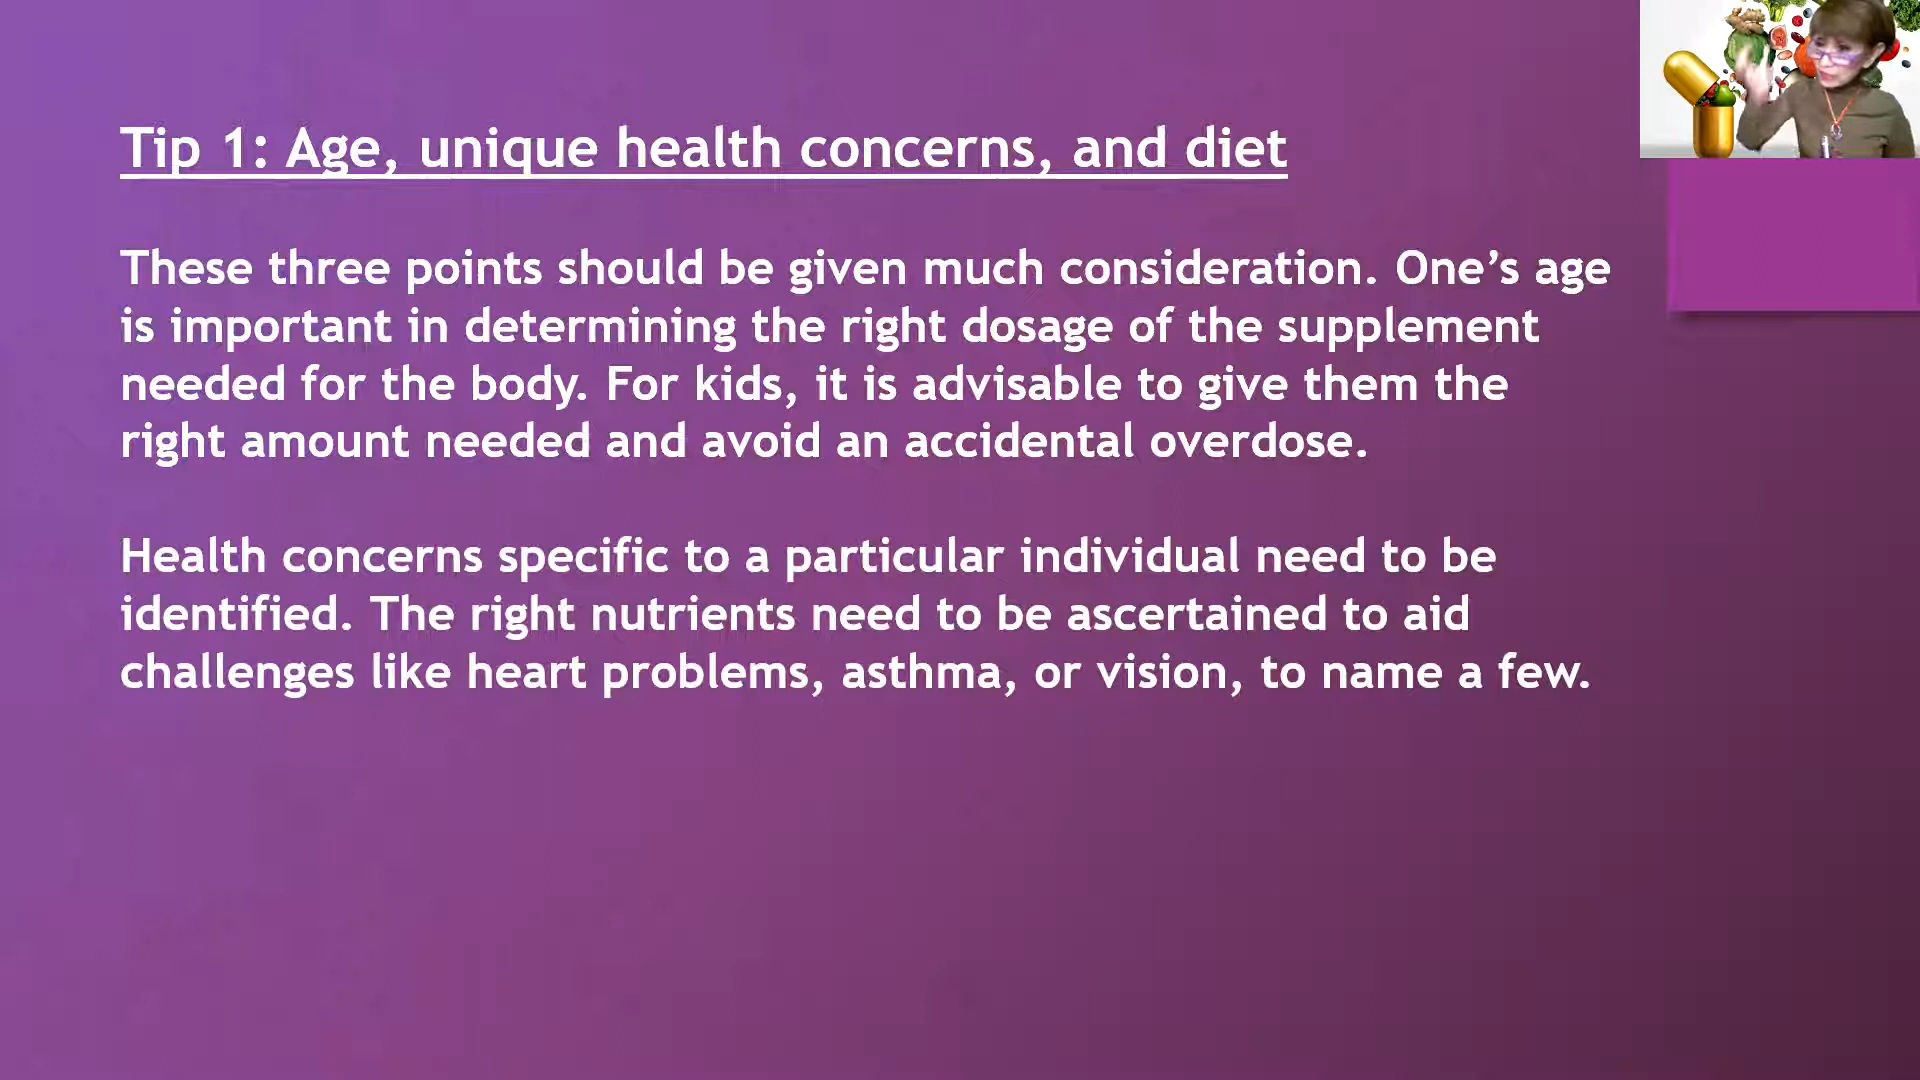 Tip 1: Age, unique health concerns, and diet
These three points should be given much consideration. One’s age
is important in determining the right dosage of the supplement
needed for the body. For kids, it is advisable to give them the
right amount needed and avoid an accidental overdose.
Health concerns specific to a particular individual need to be
identified. The right nutrients need to be ascertained to aid
challenges like heart problems, asthma, or vision, to name a few.